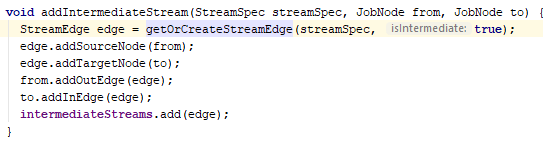 void addIntermediateStream(StreamSpec streamSpec, JobNode from, JobNode to) {
StreamEdge edge = getOrCreateStreamEdge(streamSpec, isIntermediate: true);
edge.addSourceNode(from);
edge.addTargetNode(to);
from.addOutEdge(edge);
to.addInEdge(edge);
intermediateStreams.add(edge);
}